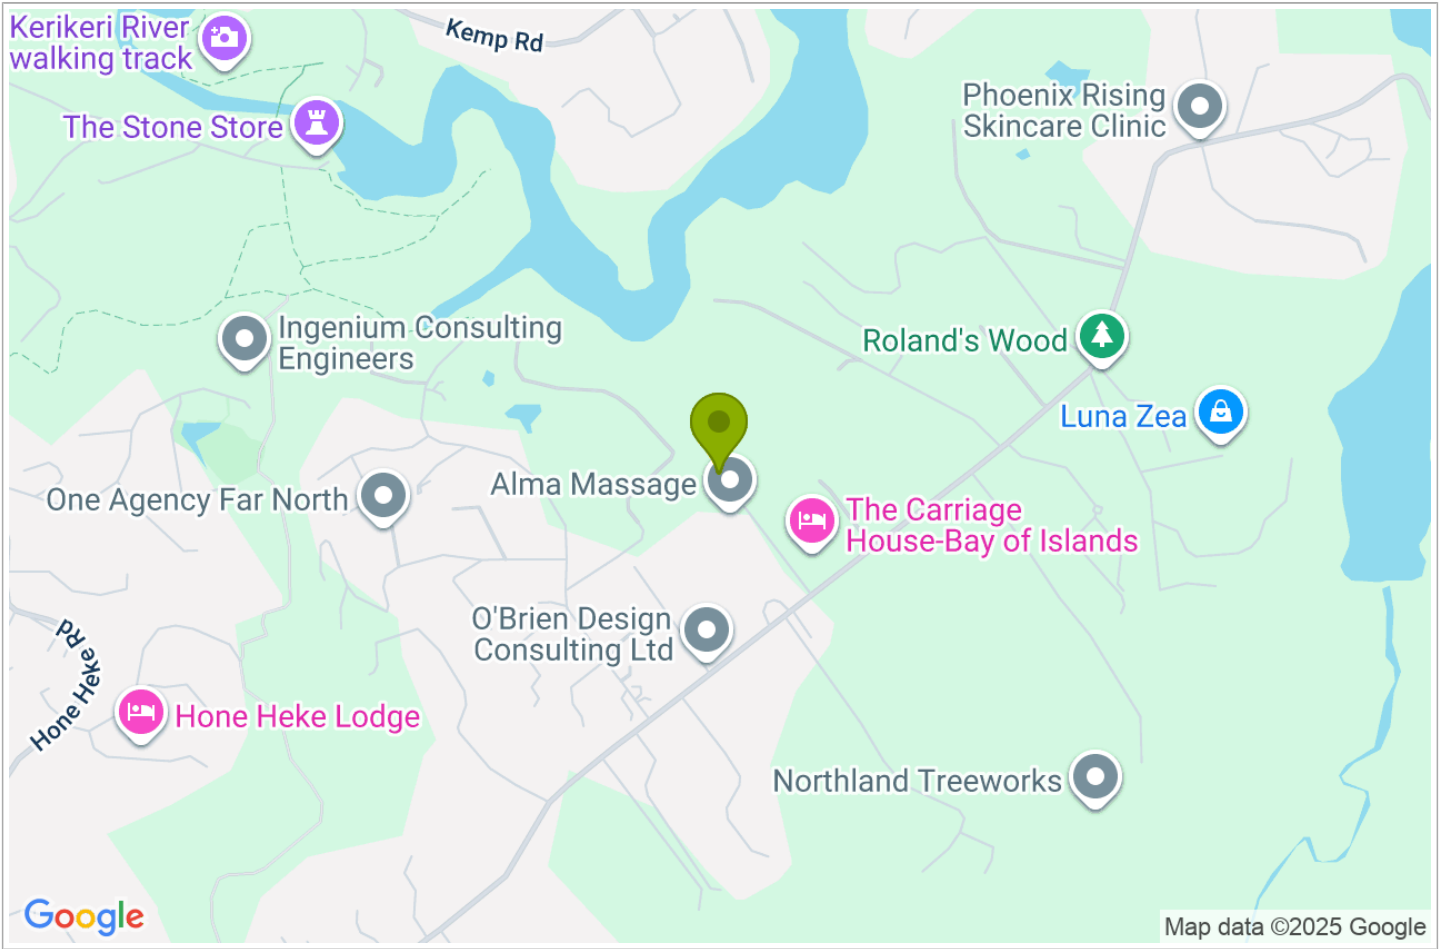 Kerikeri River
walking track
Kemp Rd
The Stone Store
Phoenix Rising
Skincare Clinic
Ingenium Consulting
Engineers
Roland's Wood
Luna Zea
Alma Massage
One Agency Far North
The Carriage
House-Bay of Islands
O'Brien Design
Consulting Ltd
Hone Heke Rd
Hone Heke Lodge
Northland Treeworks
Google
Map data ©2025 Google